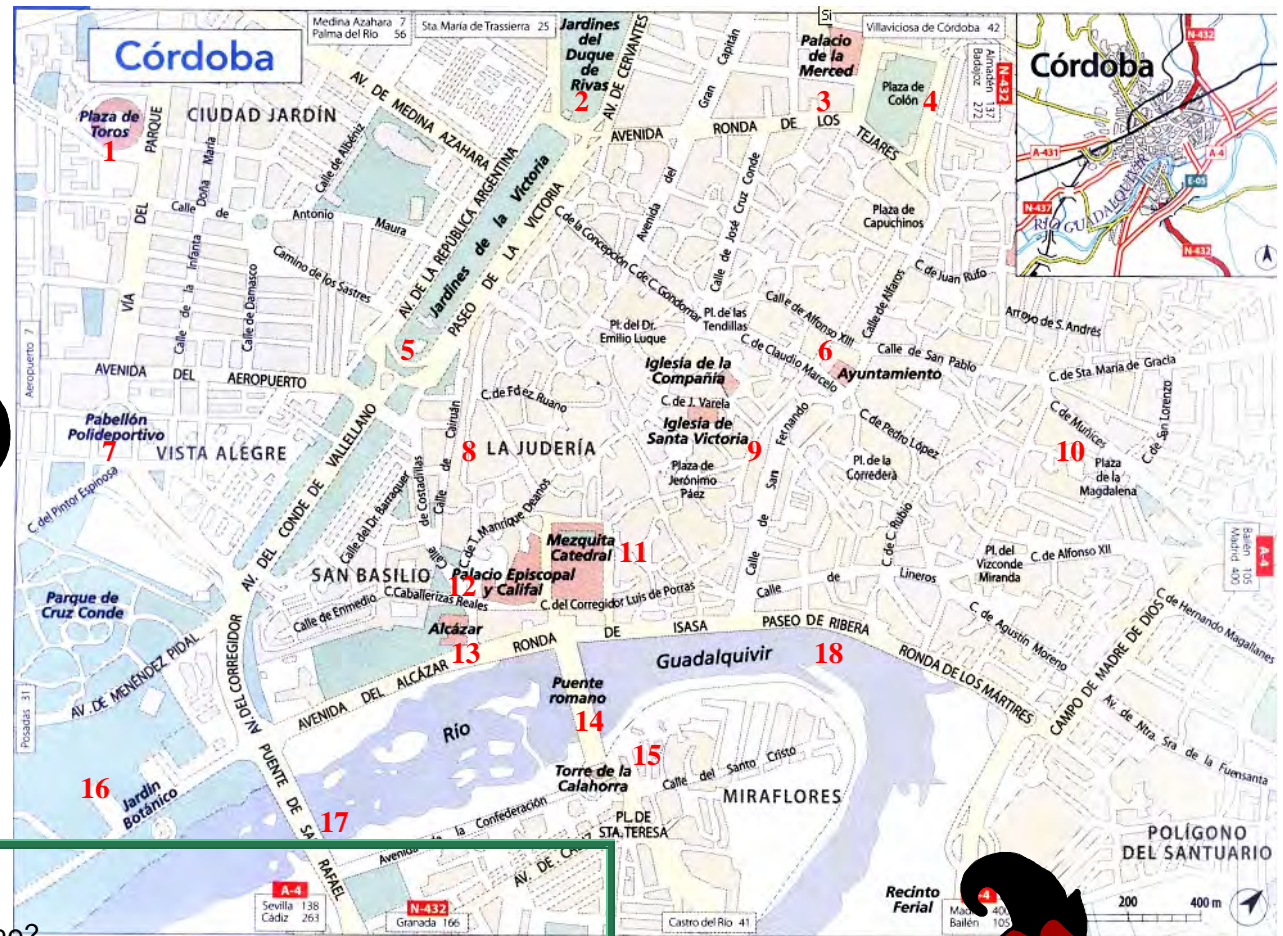 Córdoba
Medina Azahara 7
Palma del Río 56
Sta. María de Trassierra 25
Jardines
del
Duque
de
Rivas
2
AV. DE CERVANTES
Gran Capitán
Si
Palacio
de la
Merced
3
Villaviciosa de Córdoba 42
Plaza de
Colón
4
Almadén 137
Badajoz 272
N-432
Córdoba
N-432
A-431
A-4
E-05
N-437
RÍO GUADALQUIVIR
N-432
Plaza de
Toros
1
CIUDAD JARDÍN
AV. DE MEDINA AZAHARA
Calle de Albéniz
AVENIDA RONDA DE LOS TEJARES
VÍA DEL PARQUE
Calle de la Infanta Doña María
Calle de Antonio Maura
Camino de los Sastres
Calle de Damasco
AV. DE LA REPÚBLICA ARGENTINA
Jardines de la Victoria
PASEO DE LA VICTORIA
C. de la Concepción
C. de C. Gondomar
Avenida del
Calle de José Cruz Conde
Plaza de
Capuchinos
C. de Juan Rufo
Calle de Alfaros
Arroyo de S. Andrés
Calle de Alfonso XIII
Pl. de las
Tendillas
Pl. del Dr.
Emilio Luque
C. de Claudio Marcelo
6
Calle de San Pablo
C. de Sta. María de Gracia
5
Aeropuerto 7
AVENIDA DEL AEROPUERTO
Iglesia de la
Compañía
Ayuntamiento
C. de Fdez. Ruano
C. de J. Varela
Iglesia de
Santa Victoria
9
Calle de San Fernando
C. de Pedro López
C. de Muñices
C. de San Lorenzo
Pabellón
Polideportivo
7
VISTA ALEGRE
8
LA JUDERÍA
Calle de Cairuán
Plaza de
Jerónimo
Páez
Pl. de la
Corredera
10
Plaza
de la
Magdalena
C. del Pintor Espinosa
AV. DEL CONDE DE VALLELLANO
Calle del Dr. Barraquer
Calle de Costadillas
C. de T. Manrique Deanos
C. de C. Rubio
Bailén 105
Madrid 400
A-4
Mezquita
Catedral
11
SAN BASILIO
12
Palacio Episcopal
y Califal
Pl. del
Vizconde
Miranda
C. de Alfonso XII
Parque de
Cruz Conde
Calle de Enmedio
C. Caballerizas Reales
C. del Corregidor Luis de Porras
Calle de Lineros
C. de Agustín Moreno
CAMPO DE MADRE DE DIOS
C. de Hernando Magallanes
Alcázar
13
RONDA DE ISASA
PASEO DE RIBERA
18
RONDA DE LOS MÁRTIRES
AV. DE MENÉNDEZ PIDAL
AV. DEL CORREGIDOR
AVENIDA DEL ALCÁZAR
Río
Guadalquivir
Puente
romano
14
Av. de Ntra. Sra de la Fuensanta
Posadas 31
16
Jardín
Botánico
PUENTE DE SAN RAFAEL
17
15
Torre de la
Calahorra
Calle del Santo Cristo
MIRAFLORES
Avenida de la Confederación
PL. DE
STA. TERESA
POLÍGONO
DEL SANTUARIO
A-4
Sevilla 138
Cádiz 263
N-432
Granada 166
Castro del Río 41
Recinto
Ferial
Bailén 105
200 400 m